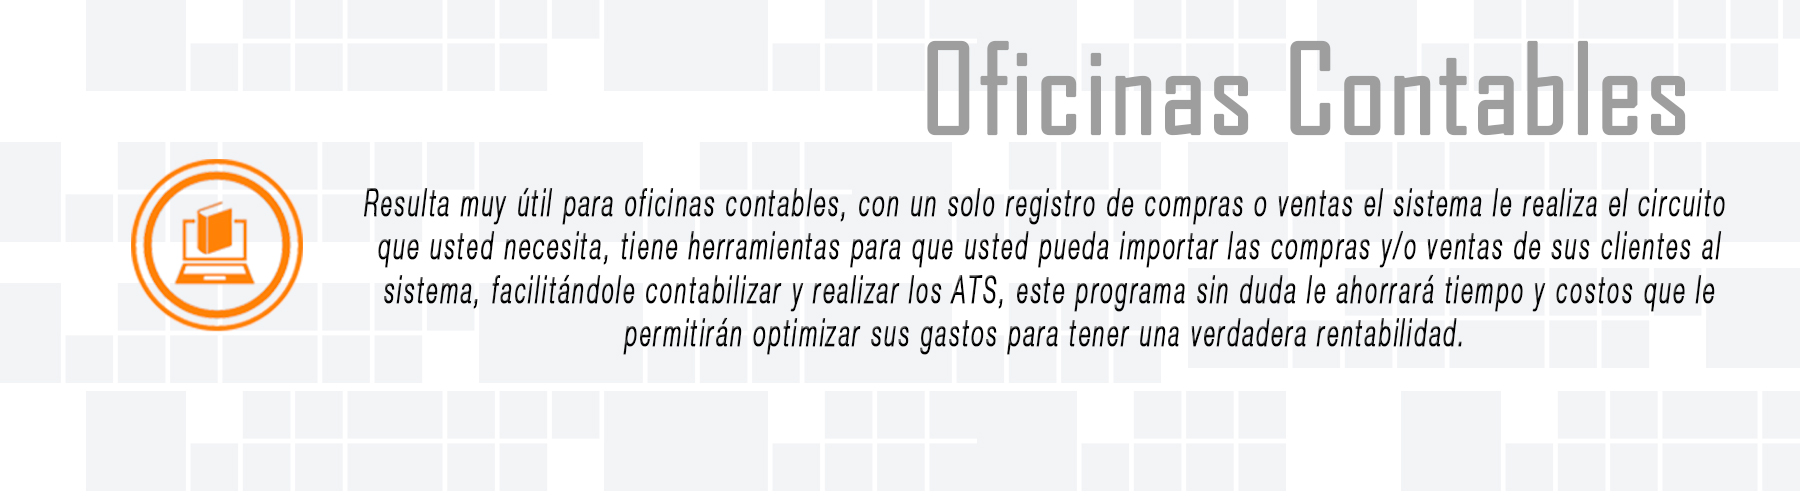 Oficinas Contables
Resulta muy útil para oficinas contables, con un solo registro de compras o ventas el sistema le realiza el circuito
que usted necesita, tiene herramientas para que usted pueda importar las compras y/o ventas de sus clientes al
sistema, facilitándole contabilizar y realizar los ATS, este programa sin duda le ahorrará tiempo y costos que le
permitirán optimizar sus gastos para tener una verdadera rentabilidad.